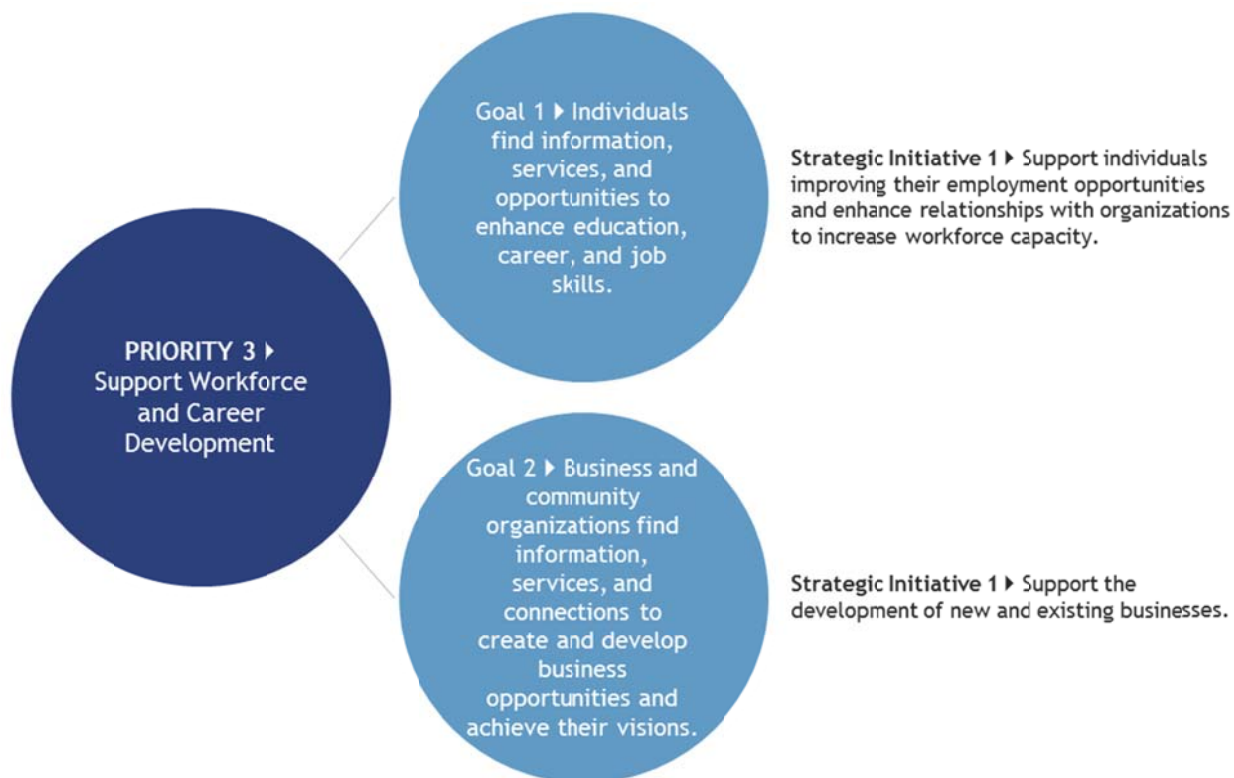 PRIORITY 3 ▸
Support Workforce
and Career
Development
Goal 1 ▸ Individuals
find information,
services, and
opportunities to
enhance education,
career, and job
skills.
Strategic Initiative 1 ▸ Support individuals
improving their employment opportunities
and enhance relationships with organizations
to increase workforce capacity.
Goal 2 ▸ Business and
community
organizations find
information,
services, and
connections to
create and develop
business
opportunities and
achieve their visions.
Strategic Initiative 1 ▸ Support the
development of new and existing businesses.